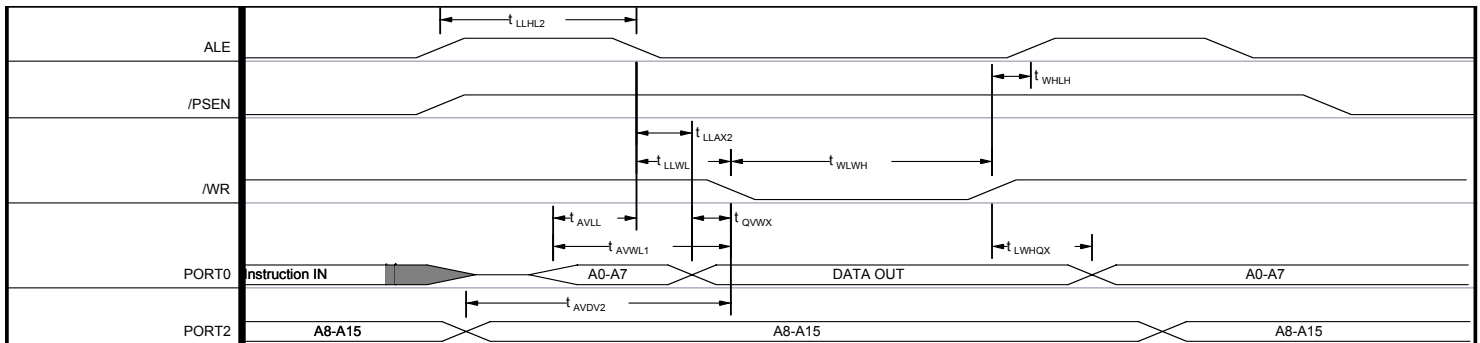 t LLHL2
ALE
t WHLH
/PSEN
t LLAX2
t LLWL
t WLWH
/WR
t AVLL
t QVWX
t AVWL1
t LWHQX
PORT0 Instruction IN A0-A7 DATA OUT A0-A7
t AVDV2
PORT2 A8-A15 A8-A15 A8-A15